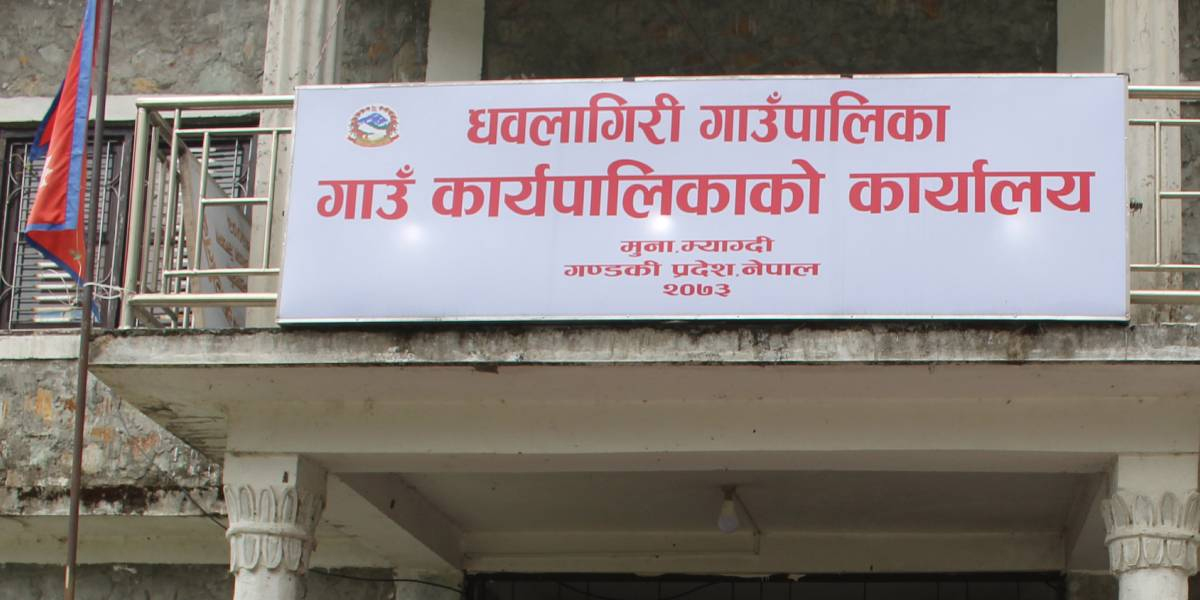 धवलागिरी गाउँपालिका
गाउँ कार्यपालिकाको कार्यालय
मुना,म्याग्दी
गण्डकी प्रदेश,नेपाल
२०७३